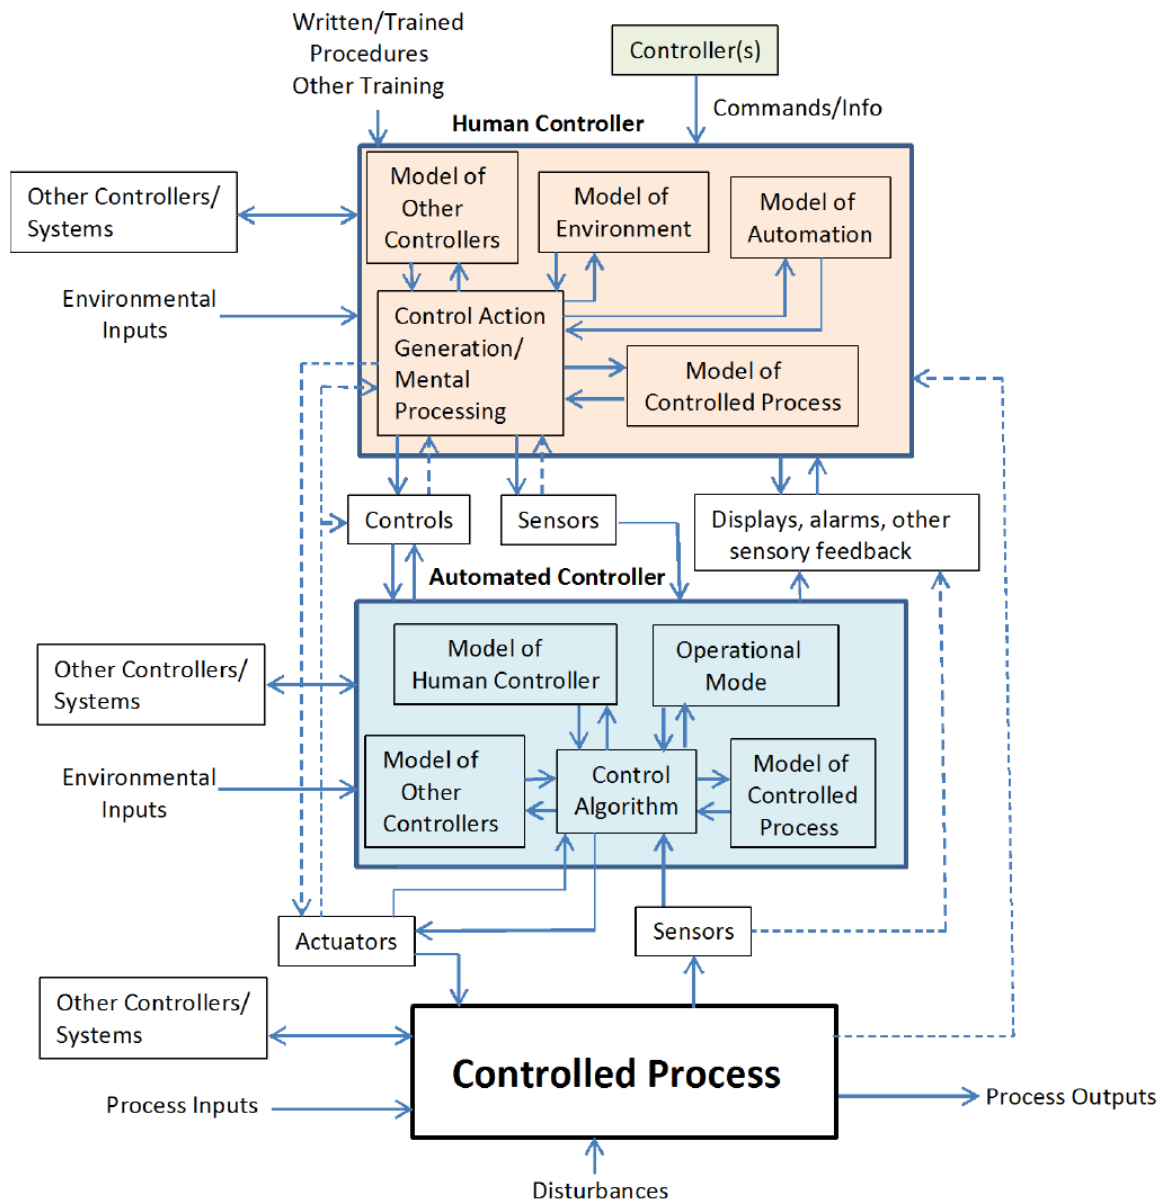 Written/Trained
Procedures
Other Training
Controller(s)
Commands/Info
Human Controller
Other Controllers/
Systems
Model of
Other
Controllers
Model of
Environment
Model of
Automation
Environmental
Inputs
Control Action
Generation/
Mental
Processing
Model of
Controlled Process
Controls
Sensors
Displays, alarms, other
sensory feedback
Automated Controller
Other Controllers/
Systems
Model of
Human Controller
Operational
Mode
Environmental
Inputs
Model of
Other
Controllers
Control
Algorithm
Model of
Controlled
Process
Actuators
Sensors
Other Controllers/
Systems
Controlled Process
Process Inputs
Process Outputs
Disturbances